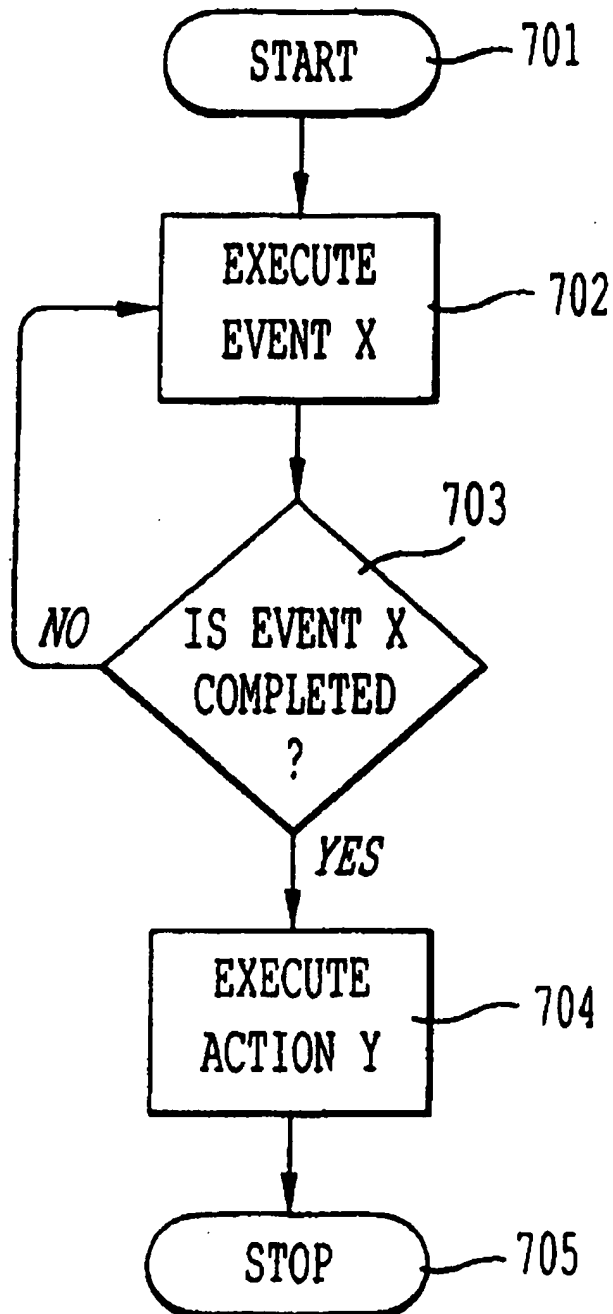 START
701
EXECUTE
EVENT X
702
703
NO
IS EVENT X
COMPLETED
?
YES
EXECUTE
ACTION Y
704
STOP
705